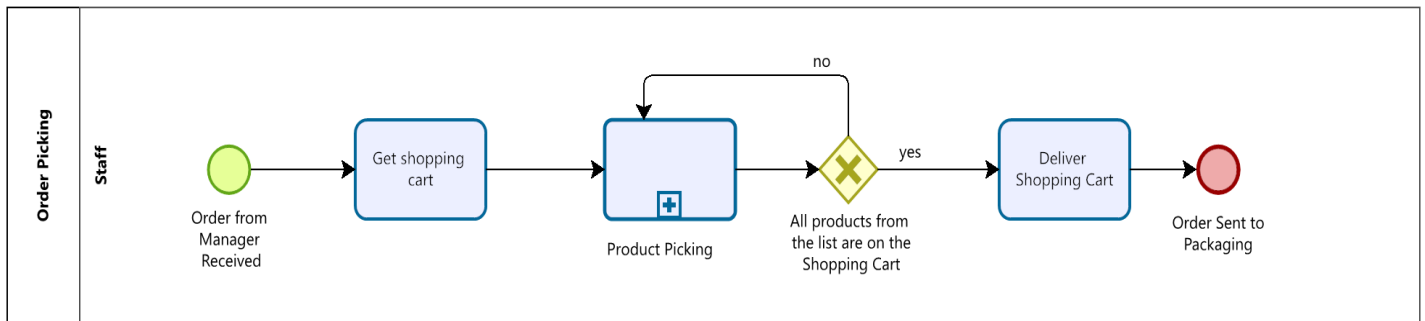 Order Picking
Staff
Order from
Manager
Received
Get shopping
cart
Product Picking
no
All products from
the list are on the
Shopping Cart
yes
Deliver
Shopping Cart
Order Sent to
Packaging